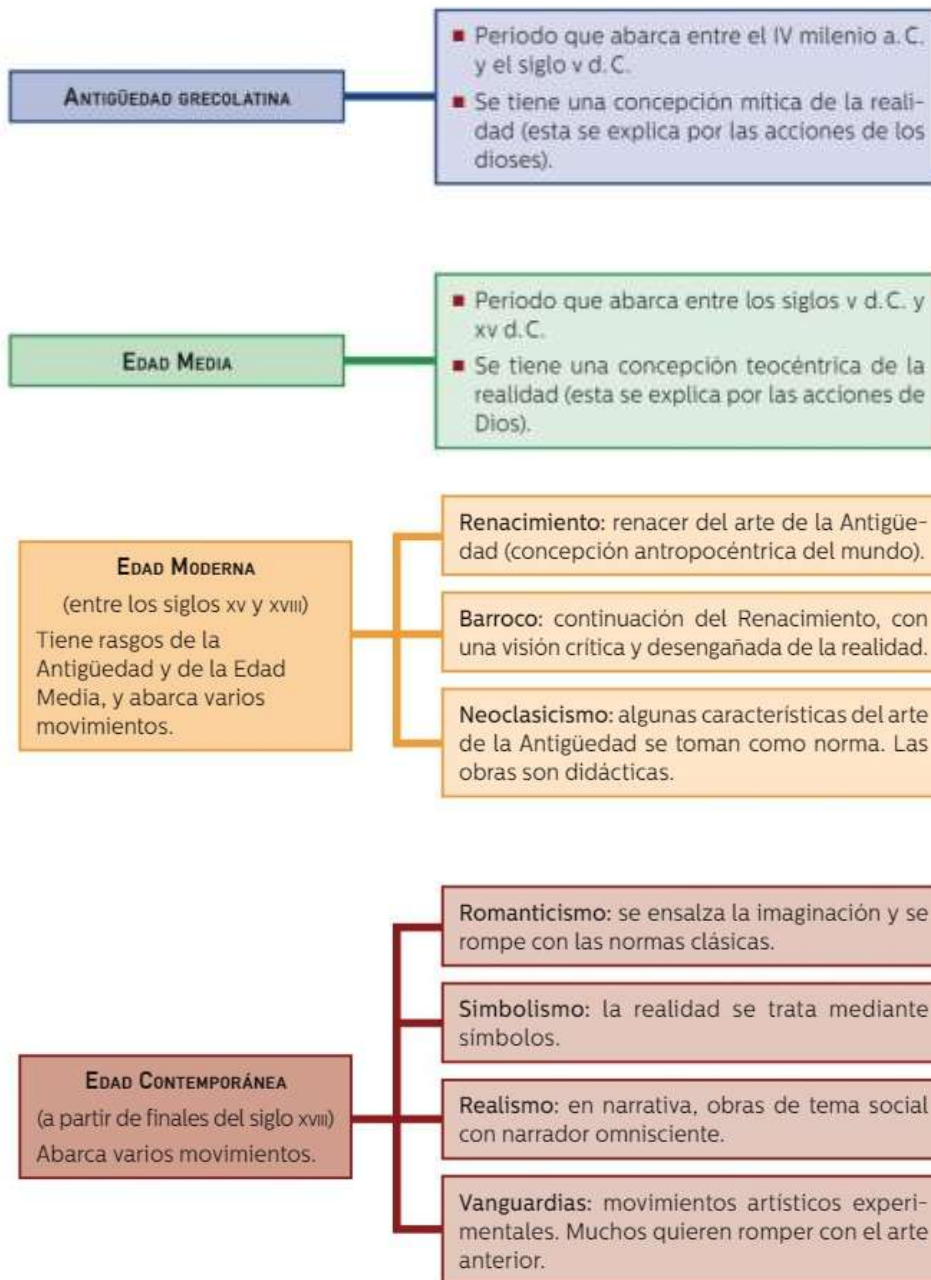 ANTIGÜEDAD GRECOLATINA
■ Periodo que abarca entre el IV milenio a. C.
y el siglo V d. C.
■ Se tiene una concepción mítica de la reali-
dad (esta se explica por las acciones de los
dioses).
EDAD MEDIA
■ Periodo que abarca entre los siglos V d. C. y
XV d. C.
■ Se tiene una concepción teocéntrica de la
realidad (esta se explica por las acciones de
Dios).
EDAD MODERNA
(entre los siglos XV y XVIII)
Tiene rasgos de la
Antigüedad y de la Edad
Media, y abarca varios
movimientos.
Renacimiento: renacer del arte de la Antigüe-
dad (concepción antropocéntrica del mundo).
Barroco: continuación del Renacimiento, con
una visión crítica y desengañada de la realidad.
Neoclasicismo: algunas características del arte
de la Antigüedad se toman como norma. Las
obras son didácticas.
EDAD CONTEMPORÁNEA
(a partir de finales del siglo XVIII)
Abarca varios movimientos.
Romanticismo: se ensalza la imaginación y se
rompe con las normas clásicas.
Simbolismo: la realidad se trata mediante
símbolos.
Realismo: en narrativa, obras de tema social
con narrador omnisciente.
Vanguardias: movimientos artísticos experi-
mentales. Muchos quieren romper con el arte
anterior.